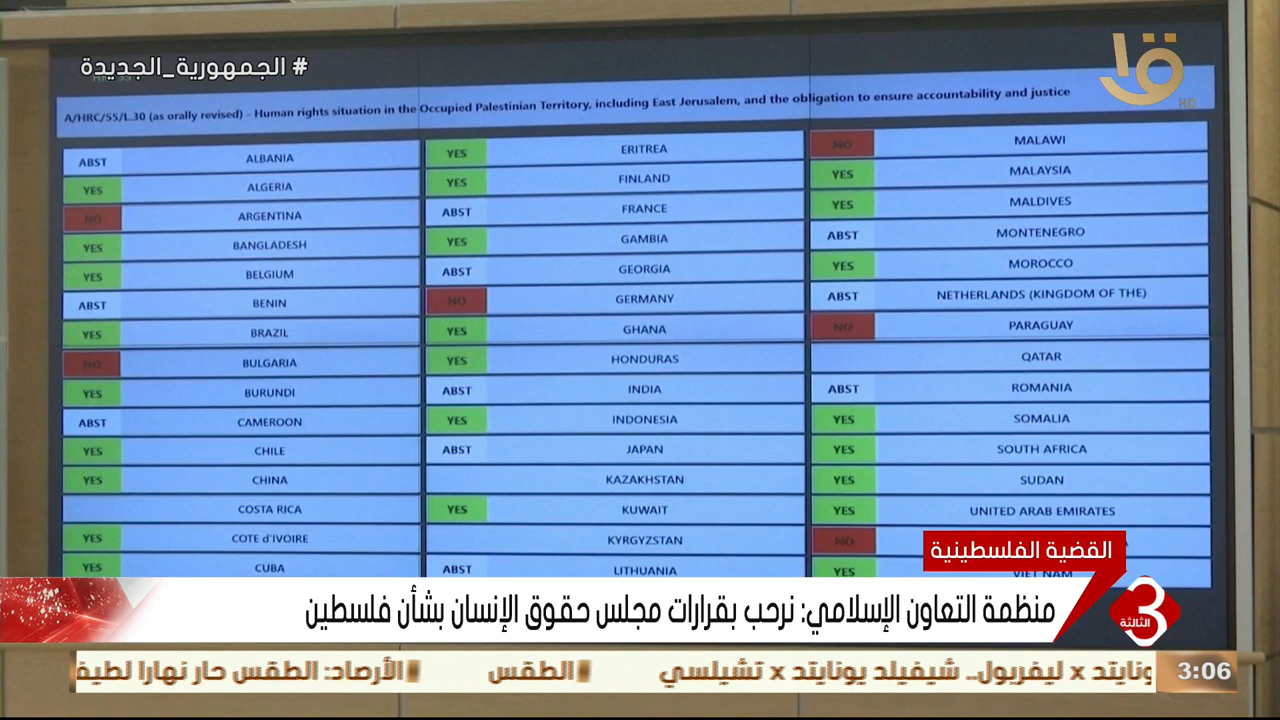 # الجمهورية_الجديدة
A/HRC/55/L.30 (as orally revised) - Human rights situation in the Occupied Palestinian Territory, including East Jerusalem, and the obligation to ensure accountability and justice
ABST ALBANIA
YES ALGERIA
NO ARGENTINA
YES BANGLADESH
YES BELGIUM
ABST BENIN
YES BRAZIL
NO BULGARIA
YES BURUNDI
ABST CAMEROON
YES CHILE
YES CHINA
COSTA RICA
YES COTE d'IVOIRE
YES CUBA
YES ERITREA
YES FINLAND
ABST FRANCE
YES GAMBIA
ABST GEORGIA
NO GERMANY
YES GHANA
YES HONDURAS
ABST INDIA
YES INDONESIA
ABST JAPAN
KAZAKHSTAN
YES KUWAIT
KYRGYZSTAN
ABST LITHUANIA
NO MALAWI
YES MALAYSIA
YES MALDIVES
ABST MONTENEGRO
YES MOROCCO
ABST NETHERLANDS (KINGDOM OF THE)
NO PARAGUAY
QATAR
ABST ROMANIA
YES SOMALIA
YES SOUTH AFRICA
YES SUDAN
YES UNITED ARAB EMIRATES
NO
YES VIET NAM
القضية الفلسطينية
منظمة التعاون الإسلامي: نرحب بقرارات مجلس حقوق الإنسان بشأن فلسطين
3 الثالثة
ونايتد x ليفربول.. شيفيلد يونايتد x تشيلسي الطقس الأرصاد: الطقس حار نهارا لطيف
3:06